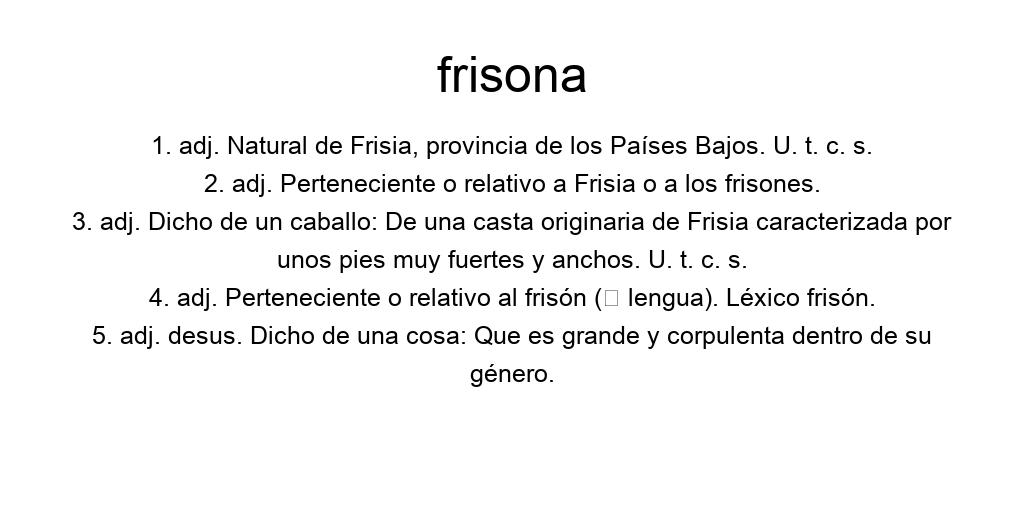 frisona
1. adj. Natural de Frisia, provincia de los Países Bajos. U. t. c. s.
2. adj. Perteneciente o relativo a Frisia o a los frisones.
3. adj. Dicho de un caballo: De una casta originaria de Frisia caracterizada por
unos pies muy fuertes y anchos. U. t. c. s.
4. adj. Perteneciente o relativo al frisón (□ lengua). Léxico frisón.
5. adj. desus. Dicho de una cosa: Que es grande y corpulenta dentro de su
género.